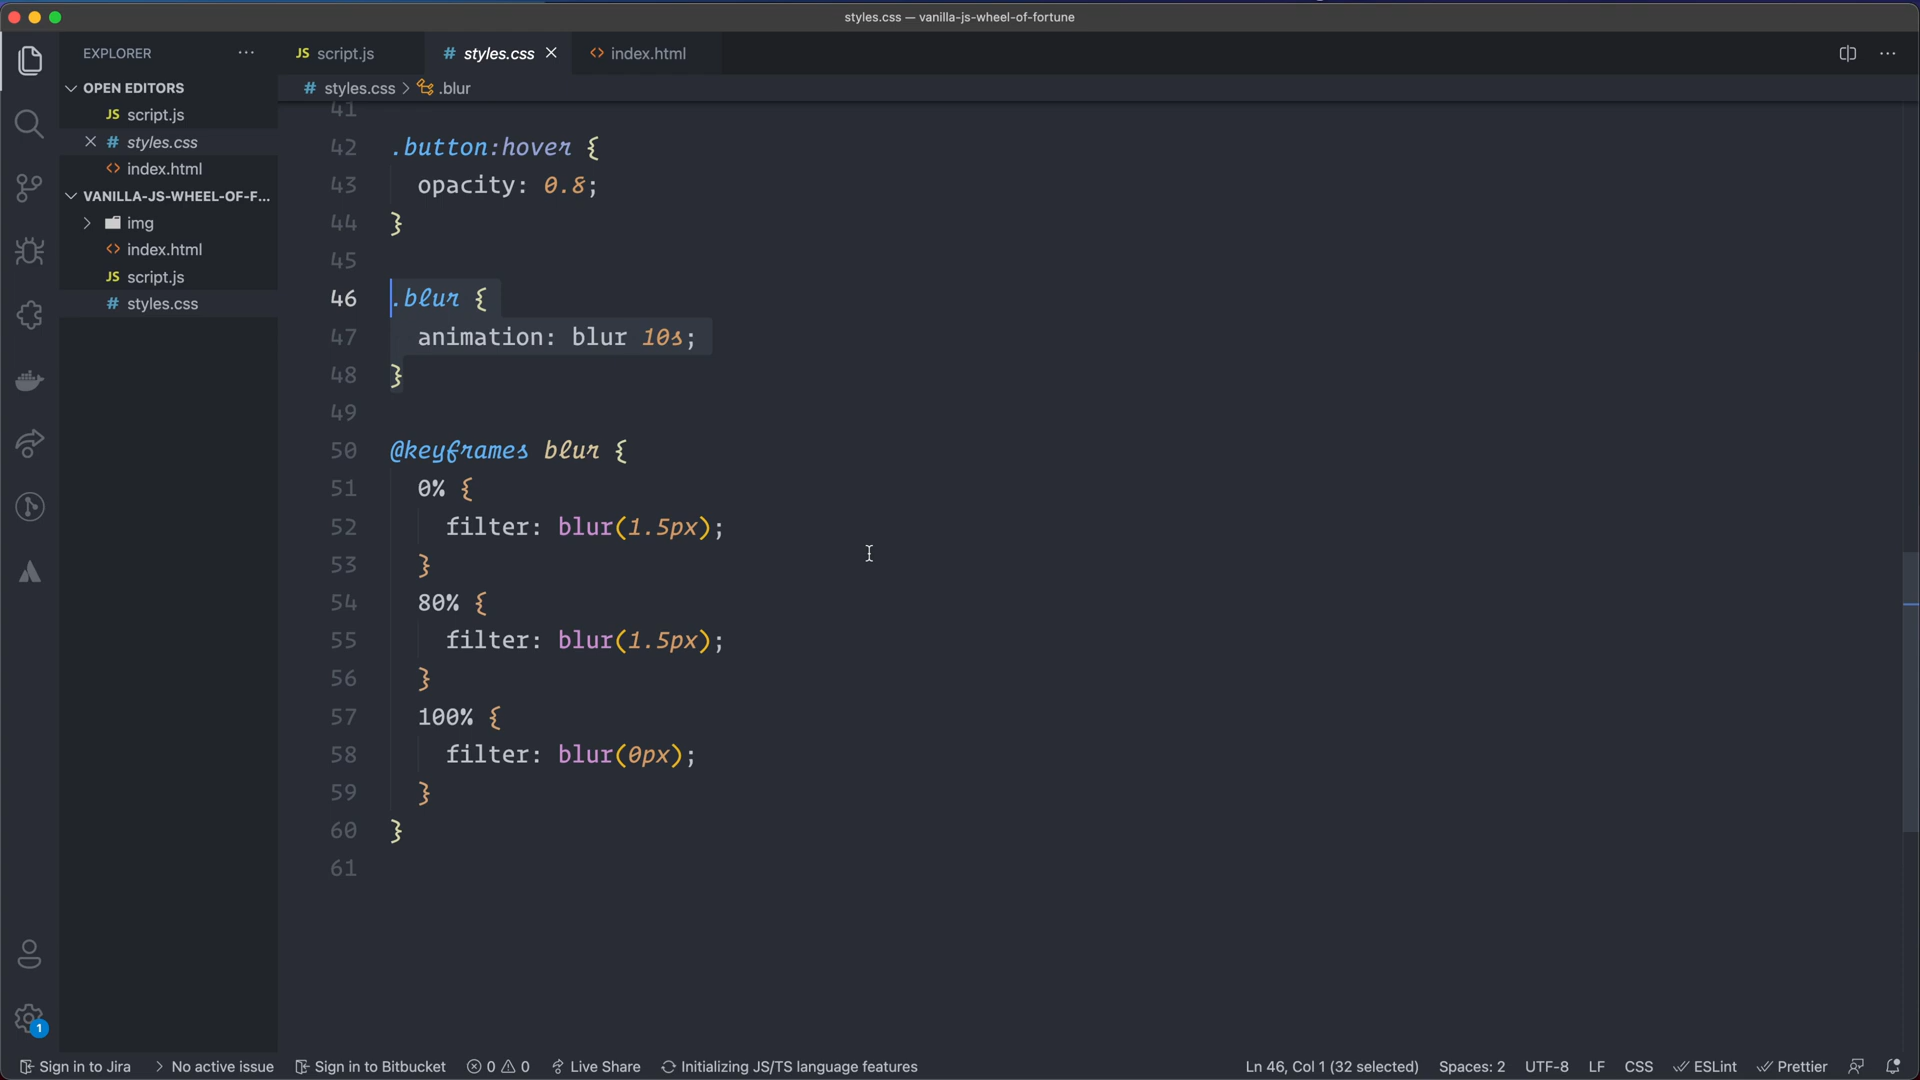 styles.css — vanilla-js-wheel-of-fortune
EXPLORER
JS script.js
# styles.css
<> index.html
OPEN EDITORS
JS script.js
# styles.css
<> index.html
VANILLA-JS-WHEEL-OF-F...
img
<> index.html
JS script.js
# styles.css
# styles.css > .blur
41
42 .button:hover {
43 opacity: 0.8;
44 }
45
46 .blur {
47 animation: blur 10s;
48 }
49
50 @keyframes blur {
51 0% {
52 filter: blur(1.5px);
53 }
54 80% {
55 filter: blur(1.5px);
56 }
57 100% {
58 filter: blur(0px);
59 }
60 }
61
1
Sign in to Jira > No active issue Sign in to Bitbucket 0 0 Live Share Initializing JS/TS language features Ln 46, Col 1 (32 selected) Spaces: 2 UTF-8 LF CSS ESLint Prettier